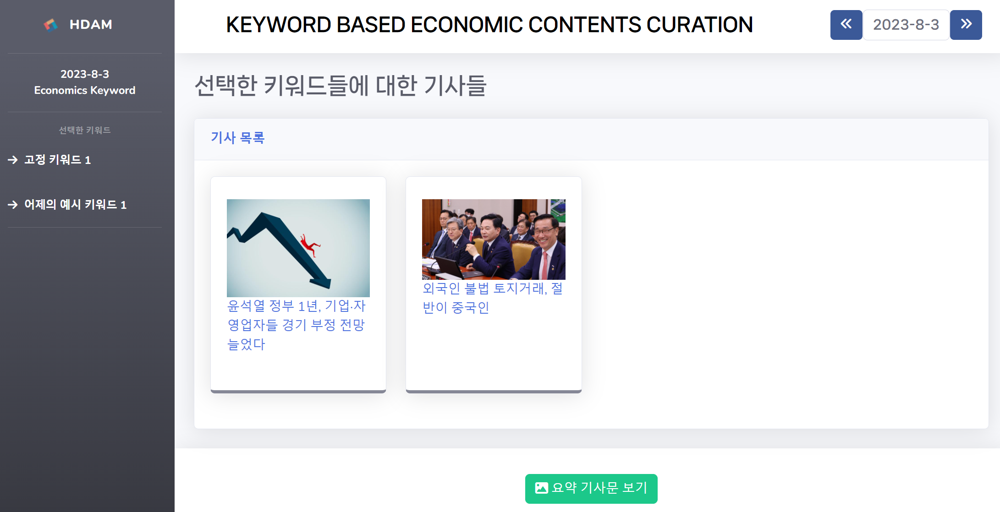 HDAM
2023-8-3
Economics Keyword
선택한 키워드
고정 키워드 1
어제의 예시 키워드 1
KEYWORD BASED ECONOMIC CONTENTS CURATION
2023-8-3
선택한 키워드들에 대한 기사들
기사 목록
윤석열 정부 1년, 기업·자
영업자들 경기 부정 전망
늘었다
외국인 불법 토지거래, 절
반이 중국인
요약 기사문 보기